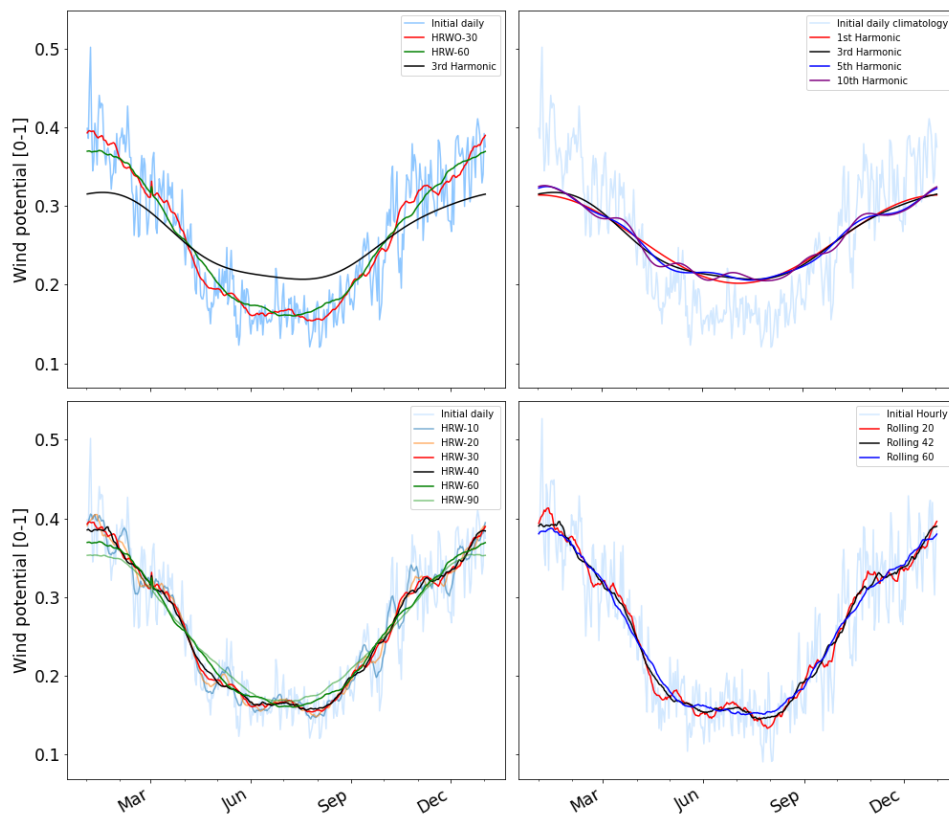 Wind potential [0-1]
0.5
0.4
0.3
0.2
0.1
Initial daily
HRWO-30
HRW-60
3rd Harmonic
Initial daily climatology
1st Harmonic
3rd Harmonic
5th Harmonic
10th Harmonic
Wind potential [0-1]
0.5
0.4
0.3
0.2
0.1
Initial daily
HRW-10
HRW-20
HRW-30
HRW-40
HRW-60
HRW-90
Initial Hourly
Rolling 20
Rolling 42
Rolling 60
Mar
Jun
Sep
Dec
Mar
Jun
Sep
Dec